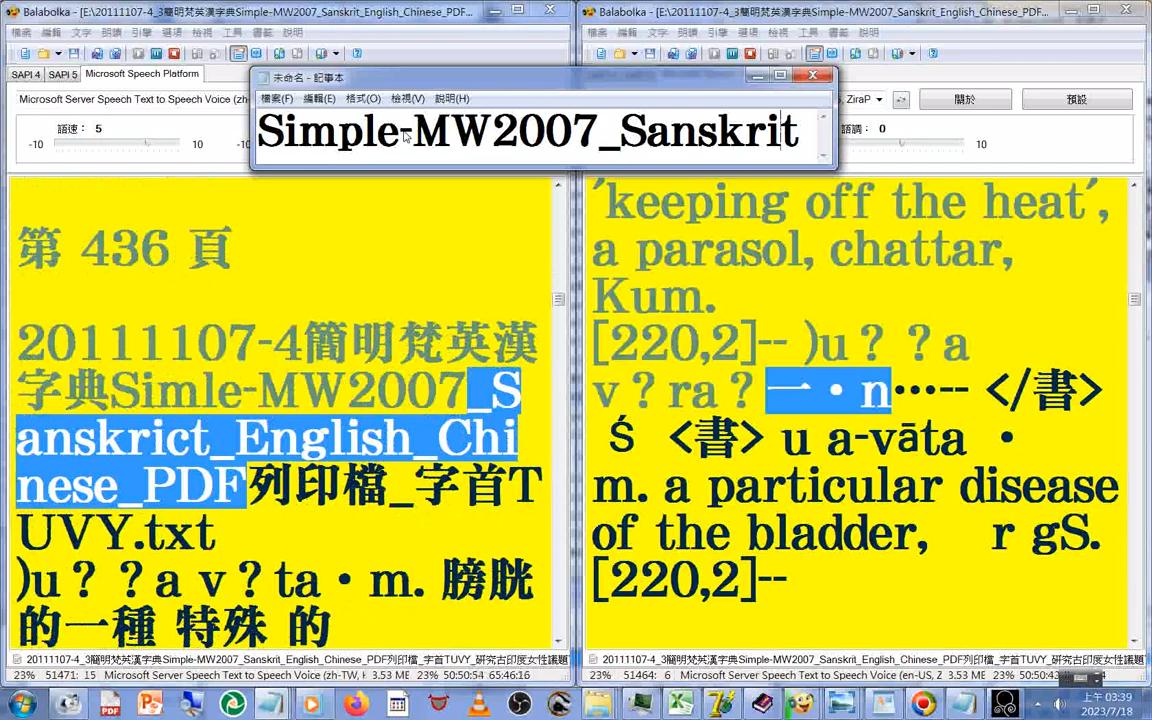 Balabolka - [E:\20111107-4_3簡明梵英漢字典Simple-MW2007_Sanskrit_English_Chinese_PDF...
檔案 編輯 文字 朗讀 引擎 選項 檢視 工具 書籤 說明
SAPI 4 SAPI 5 Microsoft Speech Platform
Microsoft Server Speech Text to Speech Voice (zh-
語速： 5
-10 10 -10
第 436 頁
20111107-4簡明梵英漢
字典Simle-MW2007_S
anskrict_English_Chi
nese_PDF列印檔_字首T
UVY.txt
)u？？a v？ta・m. 膀胱
的一種 特殊 的
20111107-4_3簡明梵英漢字典Simple-MW2007_Sanskrit_English_Chinese_PDF列印檔_字首TUVY_研究古印度女性議題
23% 51471: 15 Microsoft Server Speech Text to Speech Voice (zh-TW, H 3.53 ME 50:50:54 65:46:16
未命名 - 記事本
檔案(F) 編輯(E) 格式(O) 檢視(V) 說明(H)
Simple-MW2007_Sanskrit
Balabolka - [E:\20111107-4_3簡明梵英漢字典Simple-MW2007_Sanskrit_English_Chinese_PDF...
檔案 編輯 文字 朗讀 引擎 選項 檢視 工具 書籤 說明
, ZiraP 關於 預設
語調： 0
10
'keeping off the heat',
a parasol, chattar,
Kum.
[220,2]-- )u？？a
v？ra？一・n…-- </書>
Ś <書> u a-vāta ・
m. a particular disease
of the bladder, r gS.
[220,2]--
20111107-4_3簡明梵英漢字典Simple-MW2007_Sanskrit_English_Chinese_PDF列印檔_字首TUVY_研究古印度女性議題
23% 51464: 6 Microsoft Server Speech Text to Speech Voice (en-US, Z 3.53 ME 50:50:4
上午 03:39
2023/7/18